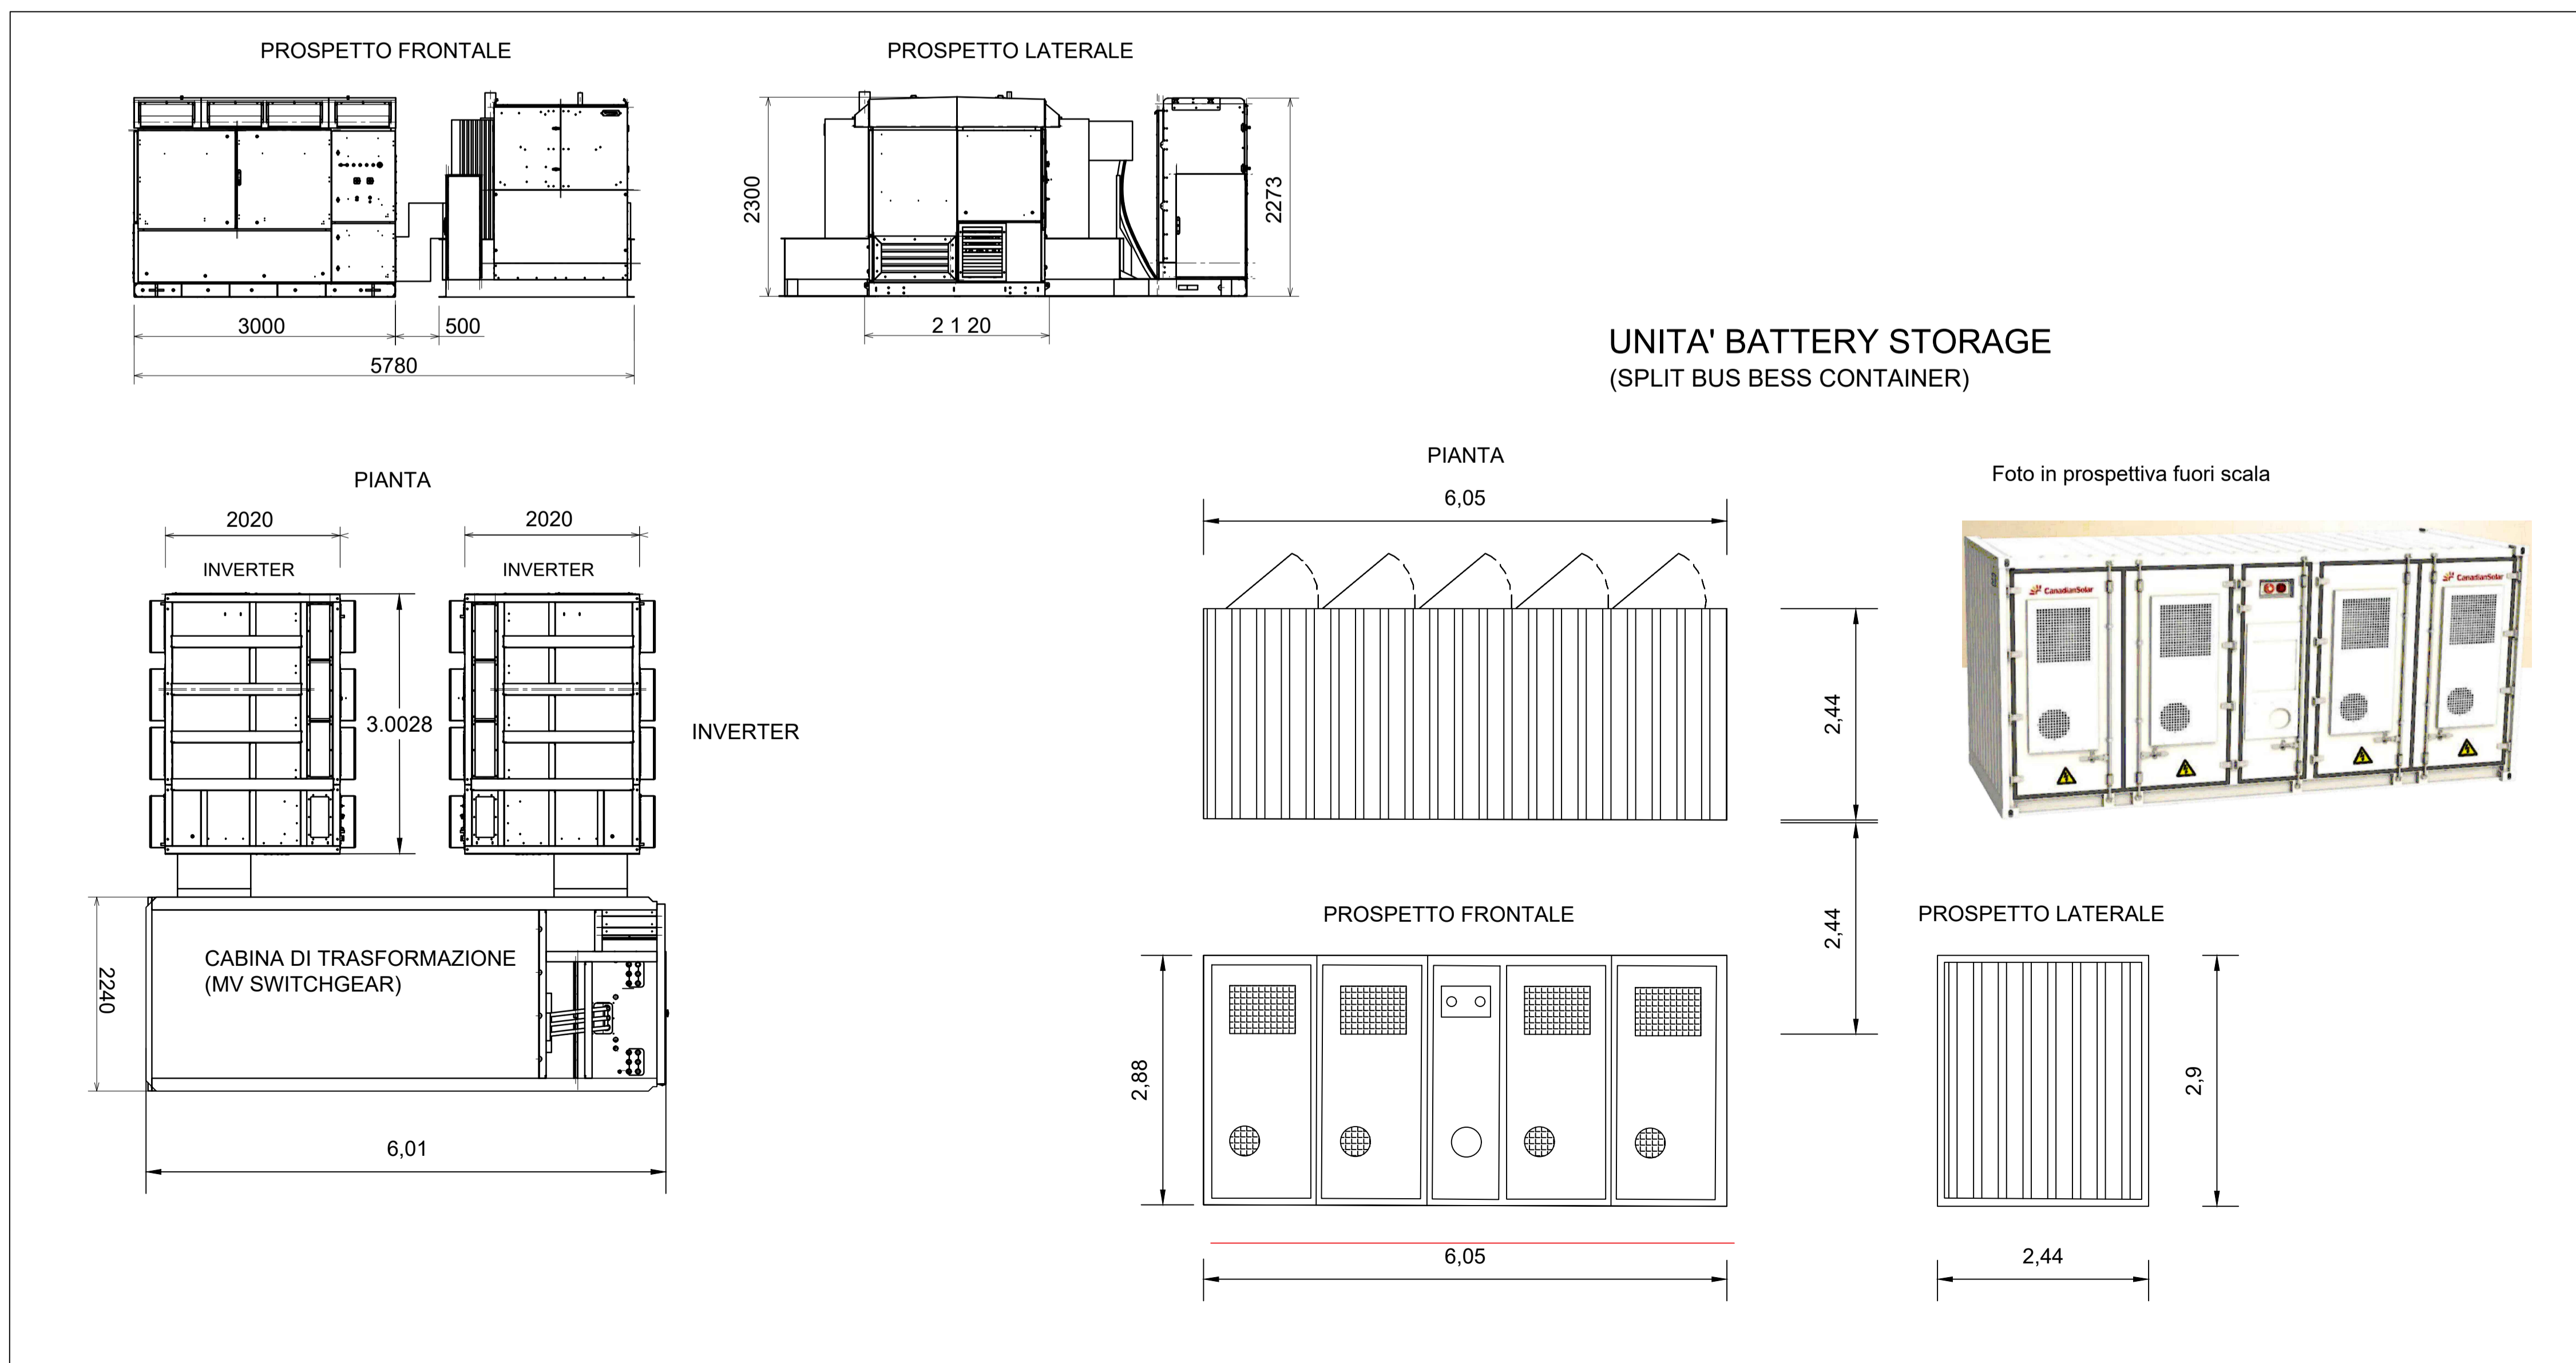 PROSPETTO FRONTALE
PROSPETTO LATERALE
2300
2273
3000
500
5780
2 1 20
UNITA' BATTERY STORAGE
(SPLIT BUS BESS CONTAINER)
PIANTA
2020
2020
INVERTER
INVERTER
3.0028
INVERTER
CABINA DI TRASFORMAZIONE
(MV SWITCHGEAR)
2240
6,01
PIANTA
6,05
2,44
2,44
Foto in prospettiva fuori scala
CanadianSolar
CanadianSolar
PROSPETTO FRONTALE
2,88
6,05
PROSPETTO LATERALE
2,9
2,44